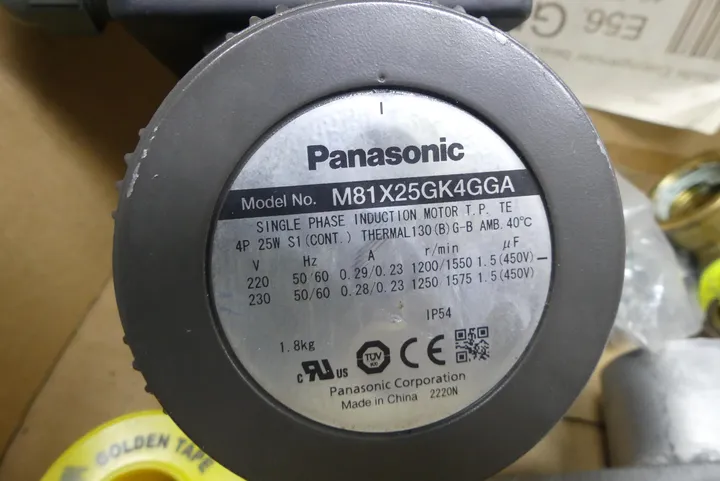 E56. G
Panasonic
Model No. M81X25GK4GGA
SINGLE PHASE INDUCTION MOTOR T.P. TE
4P 25W S1(CONT.) THERMAL130(B)G-B AMB.40℃
V Hz A r/min μF
220 50/60 0.29/0.23 1200/1550 1.5(450V)
230 50/60 0.28/0.23 1250 1575 1.5(450V)
IP54
1.8kg
c RU us TÜV CE
Panasonic Corporation
Made in China 2220N
GOLDEN TAPE